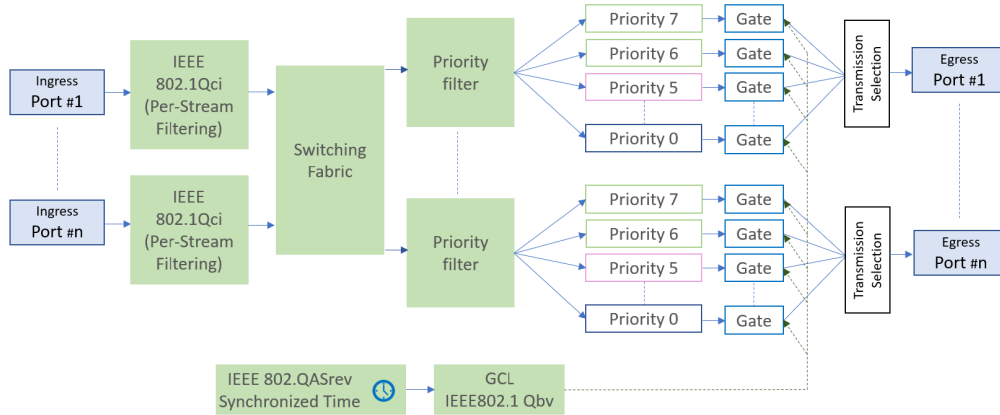 Ingress
Port #1
IEEE
802.1Qci
(Per-Stream
Filtering)
Ingress
Port #n
IEEE
802.1Qci
(Per-Stream
Filtering)
Switching
Fabric
Priority
filter
Priority 7
Gate
Priority 6
Gate
Priority 5
Gate
Priority 0
Gate
Transmission
Selection
Egress
Port #1
Priority
filter
Priority 7
Gate
Priority 6
Gate
Priority 5
Gate
Priority 0
Gate
Transmission
Selection
Egress
Port #n
IEEE 802.QASrev
Synchronized Time
GCL
IEEE802.1 Qbv